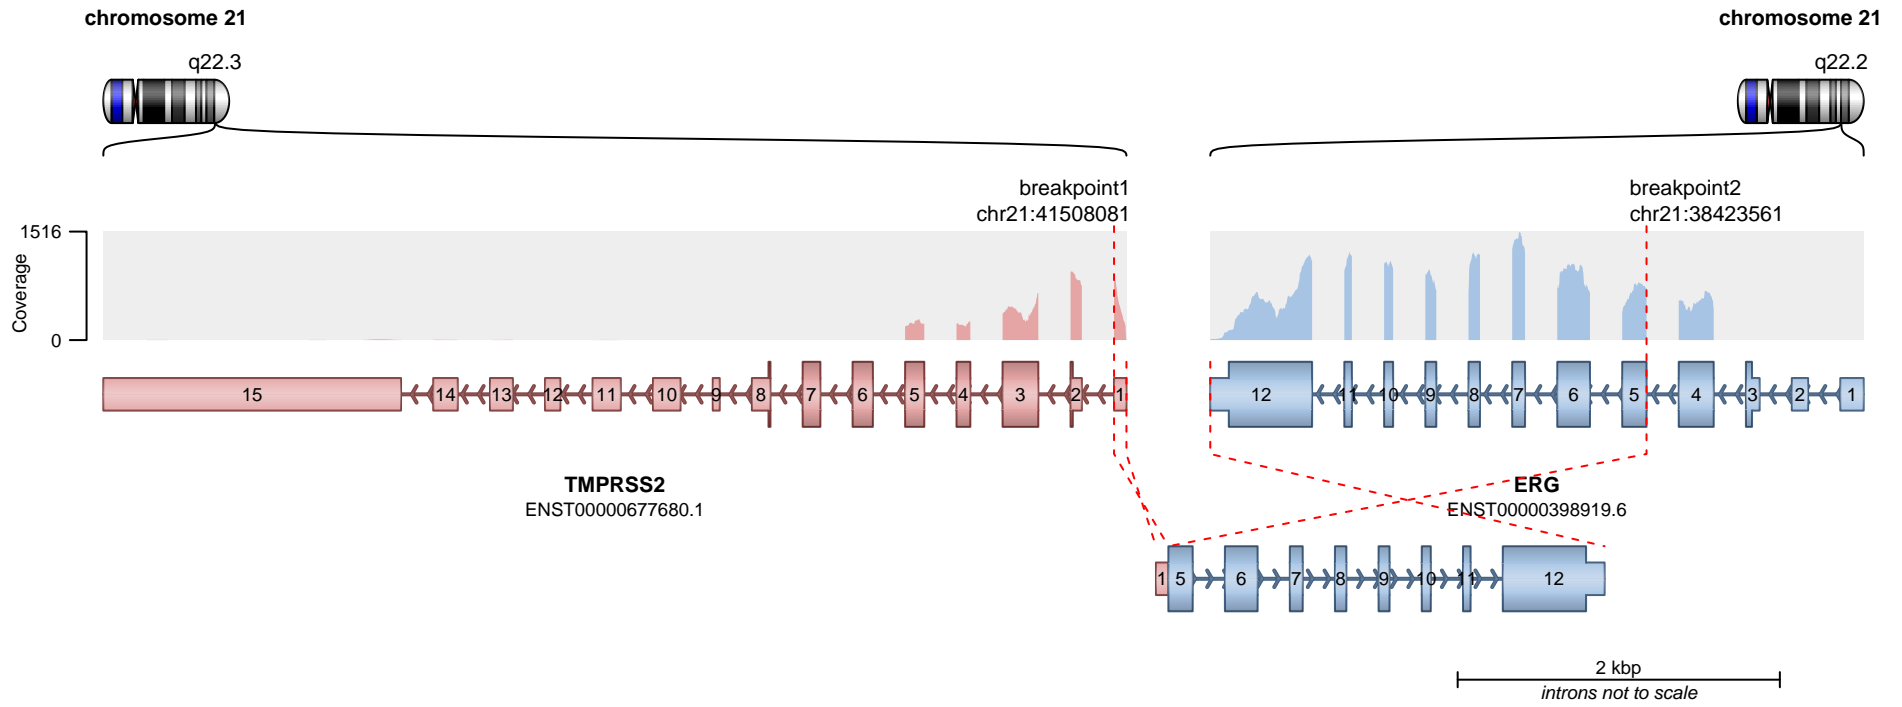 chromosome 21
chromosome 21
q22.3
q22.2
breakpoint1
chr21:41508081
breakpoint2
chr21:38423561
1516
Coverage
0
15 14 13 12 11 10 9 8 7 6 5 4 3 2 1
12 11 10 9 8 7 6 5 4 3 2 1
TMPRSS2
ENST00000677680.1
ERG
ENST00000398919.6
1 5 6 7 8 9 10 11 12
2 kbp
introns not to scale